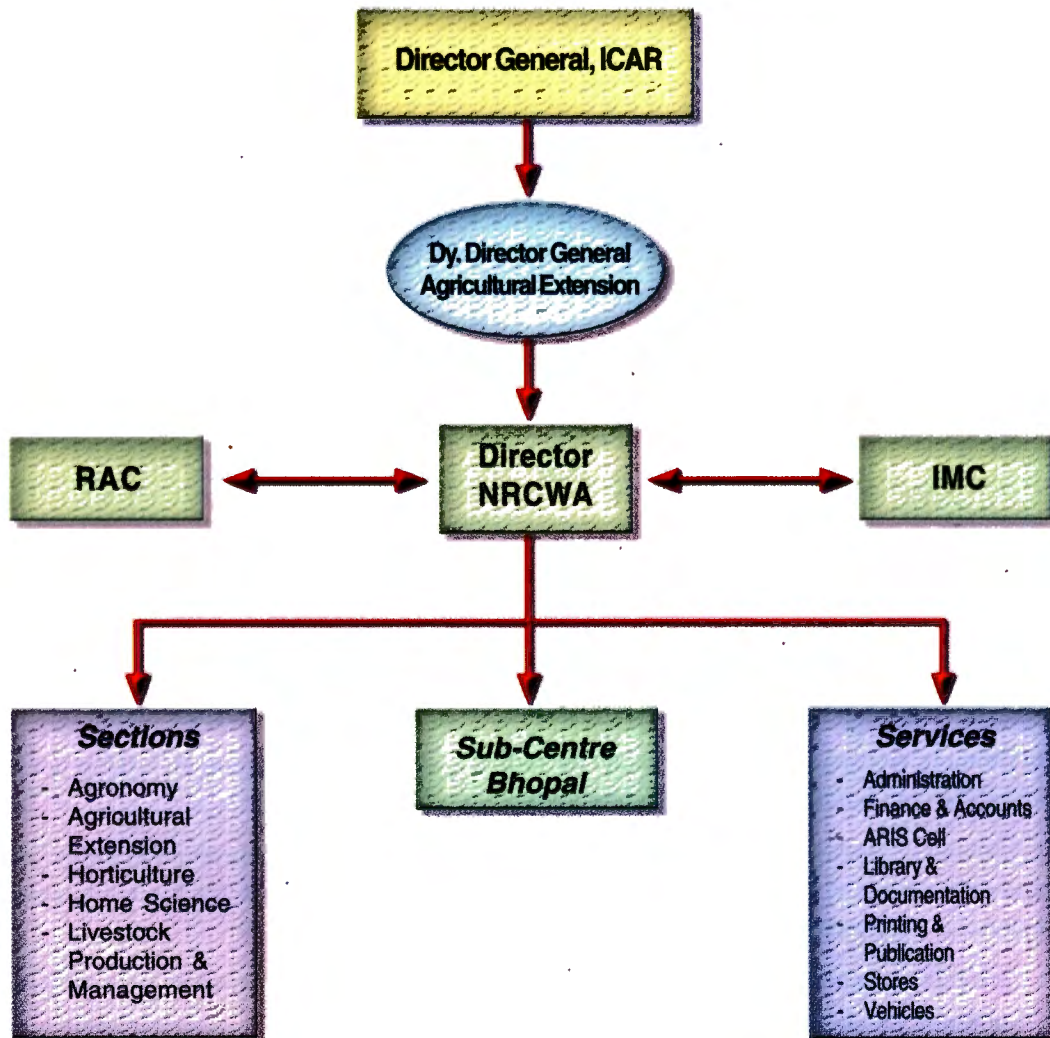 Director General, ICAR
Dy. Director General
Agricultural Extension
RAC
Director
NRCWA
IMC
Sections
- Agronomy
- Agricultural
Extension
- Horticulture
- Home Science
- Livestock
Production &
Management
Sub-Centre
Bhopal
Services
- Administration
- Finance & Accounts
- ARIS Cell
- Library &
Documentation
- Printing &
Publication
- Stores
- Vehicles